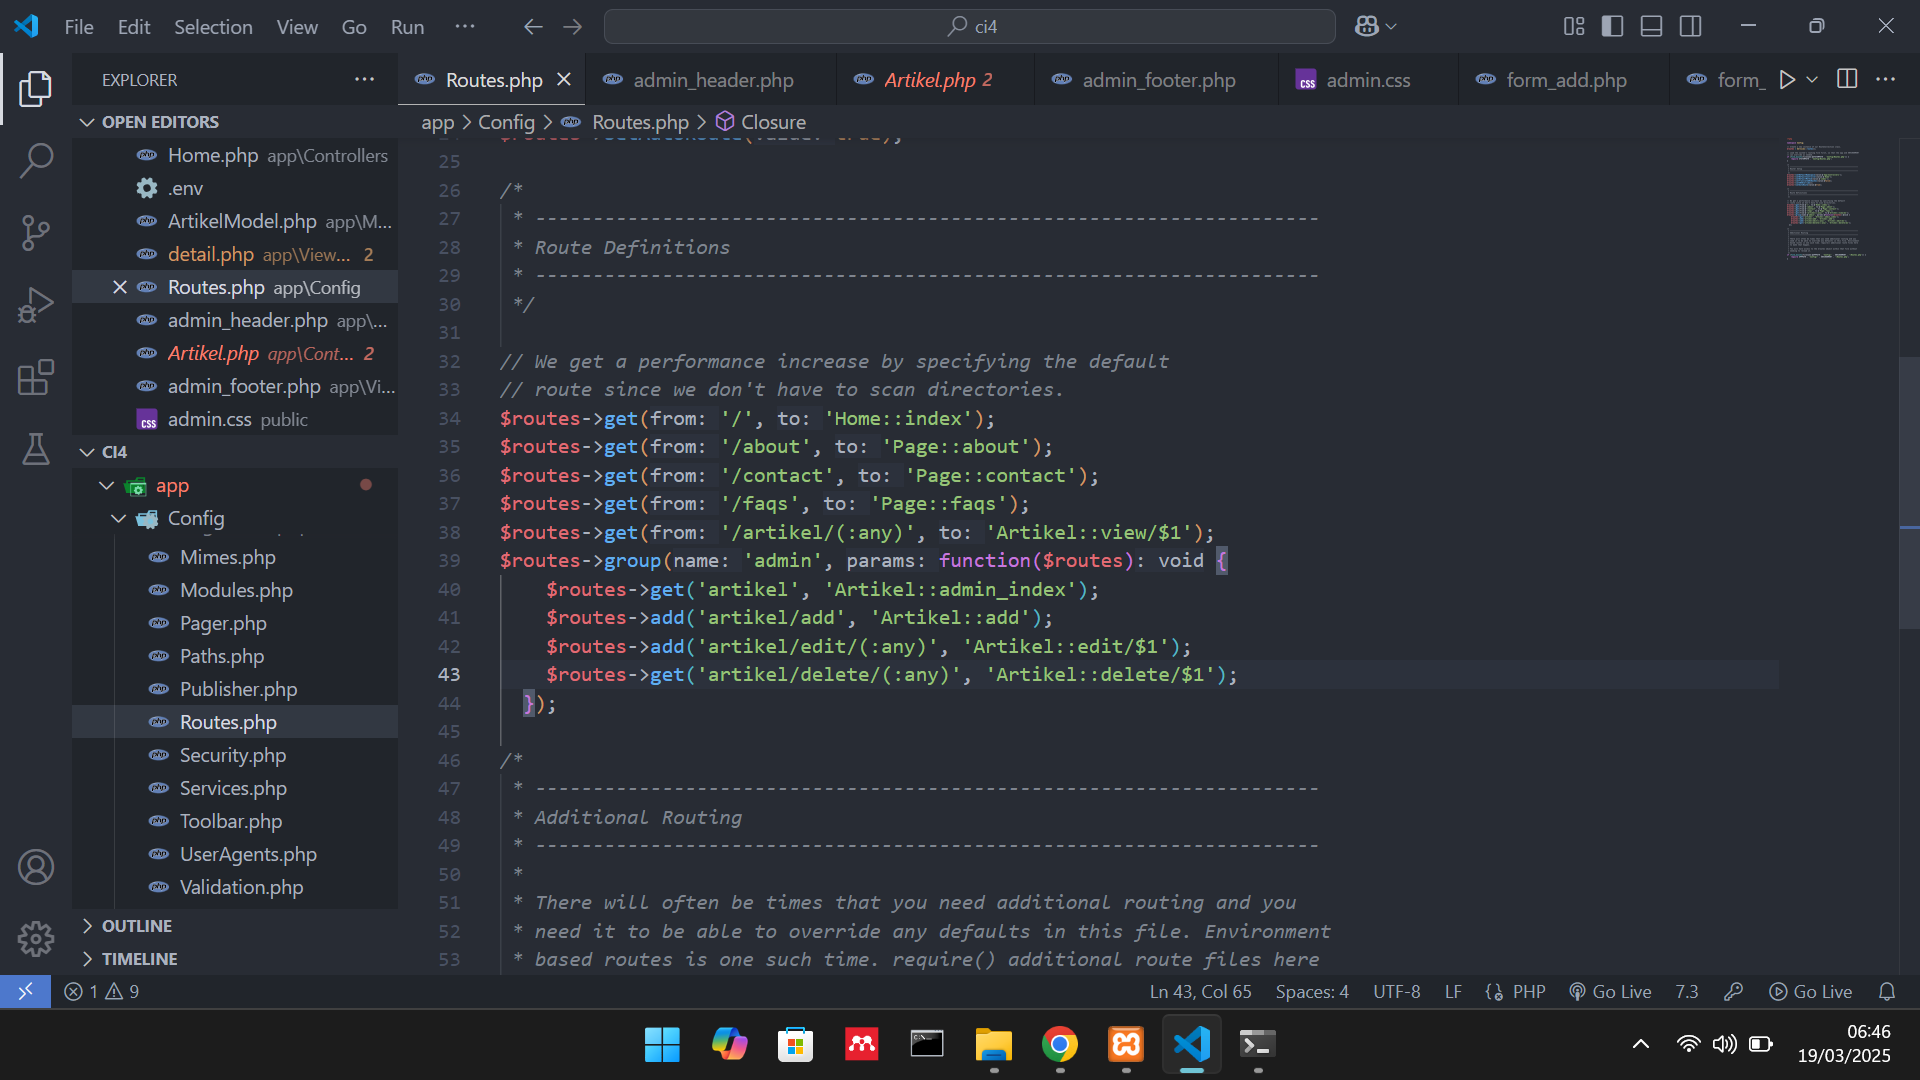 File Edit Selection View Go Run ··· ci4
EXPLORER ···
Routes.php admin_header.php Artikel.php 2 admin_footer.php admin.css form_add.php form_
app > Config > Routes.php > Closure
OPEN EDITORS
Home.php app\Controllers
.env
ArtikelModel.php app\M...
detail.php app\View... 2
Routes.php app\Config
admin_header.php app\...
Artikel.php app\Cont... 2
admin_footer.php app\Vi...
admin.css public
CI4
app
Config
Mimes.php
Modules.php
Pager.php
Paths.php
Publisher.php
Routes.php
Security.php
Services.php
Toolbar.php
UserAgents.php
Validation.php
OUTLINE
TIMELINE
25
26 /*
27 * --------------------------------------------------------------------
28 * Route Definitions
29 * --------------------------------------------------------------------
30 */
31
32 // We get a performance increase by specifying the default
33 // route since we don't have to scan directories.
34 $routes->get(from: '/', to: 'Home::index');
35 $routes->get(from: '/about', to: 'Page::about');
36 $routes->get(from: '/contact', to: 'Page::contact');
37 $routes->get(from: '/faqs', to: 'Page::faqs');
38 $routes->get(from: '/artikel/(:any)', to: 'Artikel::view/$1');
39 $routes->group(name: 'admin', params: function($routes): void {
40 $routes->get('artikel', 'Artikel::admin_index');
41 $routes->add('artikel/add', 'Artikel::add');
42 $routes->add('artikel/edit/(:any)', 'Artikel::edit/$1');
43 $routes->get('artikel/delete/(:any)', 'Artikel::delete/$1');
44 });
45
46 /*
47 * --------------------------------------------------------------------
48 * Additional Routing
49 * --------------------------------------------------------------------
50 *
51 * There will often be times that you need additional routing and you
52 * need it to be able to override any defaults in this file. Environment
53 * based routes is one such time. require() additional route files here
1 9 Ln 43, Col 65 Spaces: 4 UTF-8 LF PHP Go Live 7.3 Go Live
06:46
19/03/2025